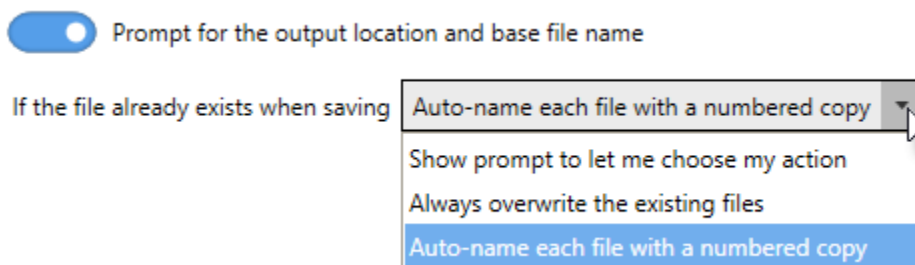 Prompt for the output location and base file name
If the file already exists when saving Auto-name each file with a numbered copy
Show prompt to let me choose my action
Always overwrite the existing files
Auto-name each file with a numbered copy